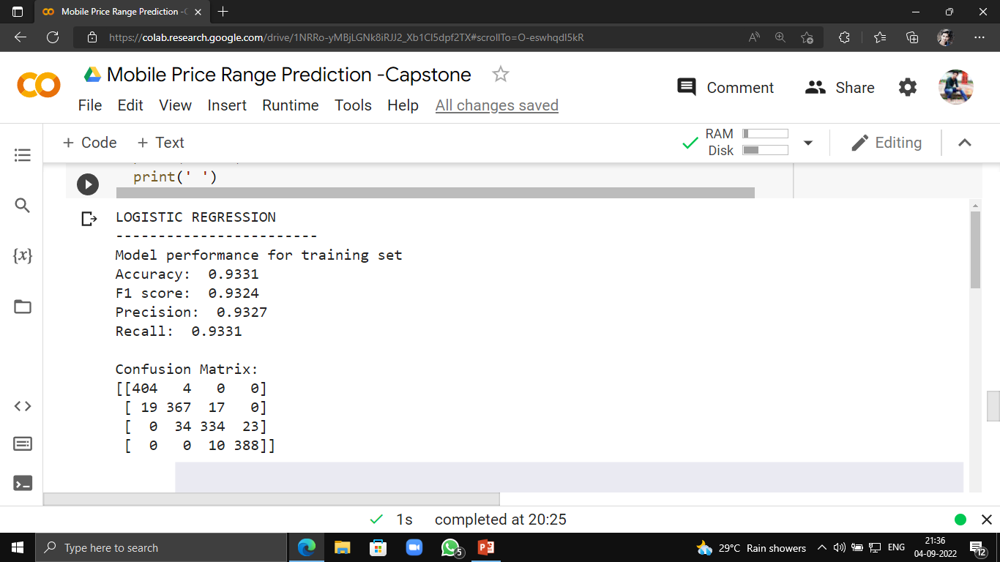 Mobile Price Range Prediction -C
https://colab.research.google.com/drive/1NRRo-yMBjLGNk8iRJJ2_Xb1Cl5dpf2TX#scrollTo=O-eswhqdI5kR
Mobile Price Range Prediction -Capstone
Comment Share
File Edit View Insert Runtime Tools Help All changes saved
+ Code + Text
RAM
Disk
Editing
print(' ')
LOGISTIC REGRESSION
------------------------
Model performance for training set
Accuracy: 0.9331
F1 score: 0.9324
Precision: 0.9327
Recall: 0.9331
Confusion Matrix:
[[404 4 0 0]
[ 19 367 17 0]
[ 0 34 334 23]
[ 0 0 10 388]]
{x}
1s completed at 20:25
Type here to search
5
29°C Rain showers
ENG
21:36
04-09-2022
12